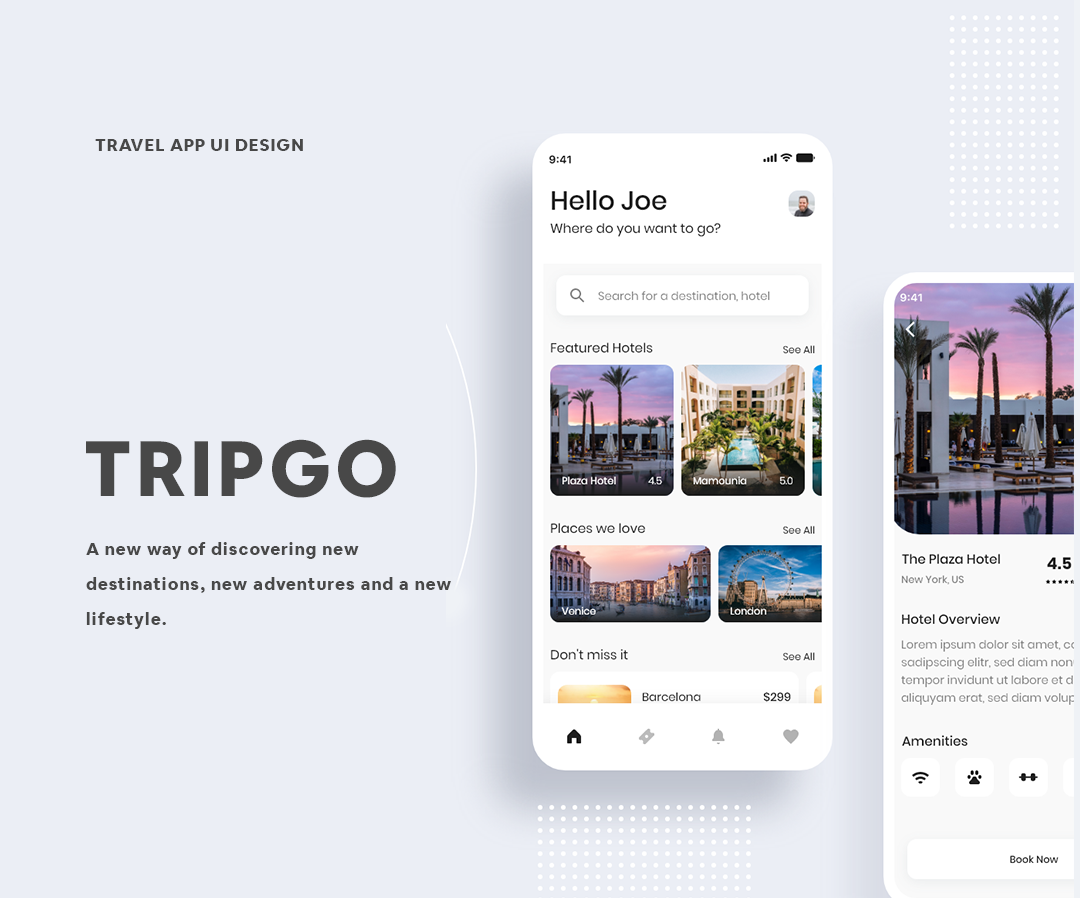 TRAVEL APP UI DESIGN
TRIPGO
A new way of discovering new
destinations, new adventures and a new
lifestyle.
9:41
Hello Joe
Where do you want to go?
Search for a destination, hotel
Featured Hotels See All
Plaza Hotel 4.5 Mamounia 5.0
Places we love See All
Venice London
Don't miss it See All
Barcelona $299
9:41
The Plaza Hotel 4.5
New York, US
Hotel Overview
Lorem ipsum dolor sit amet,
sadipscing elitr, sed diam
tempor invidunt ut labore et
aliquyam erat, sed diam
Amenities
Book Now